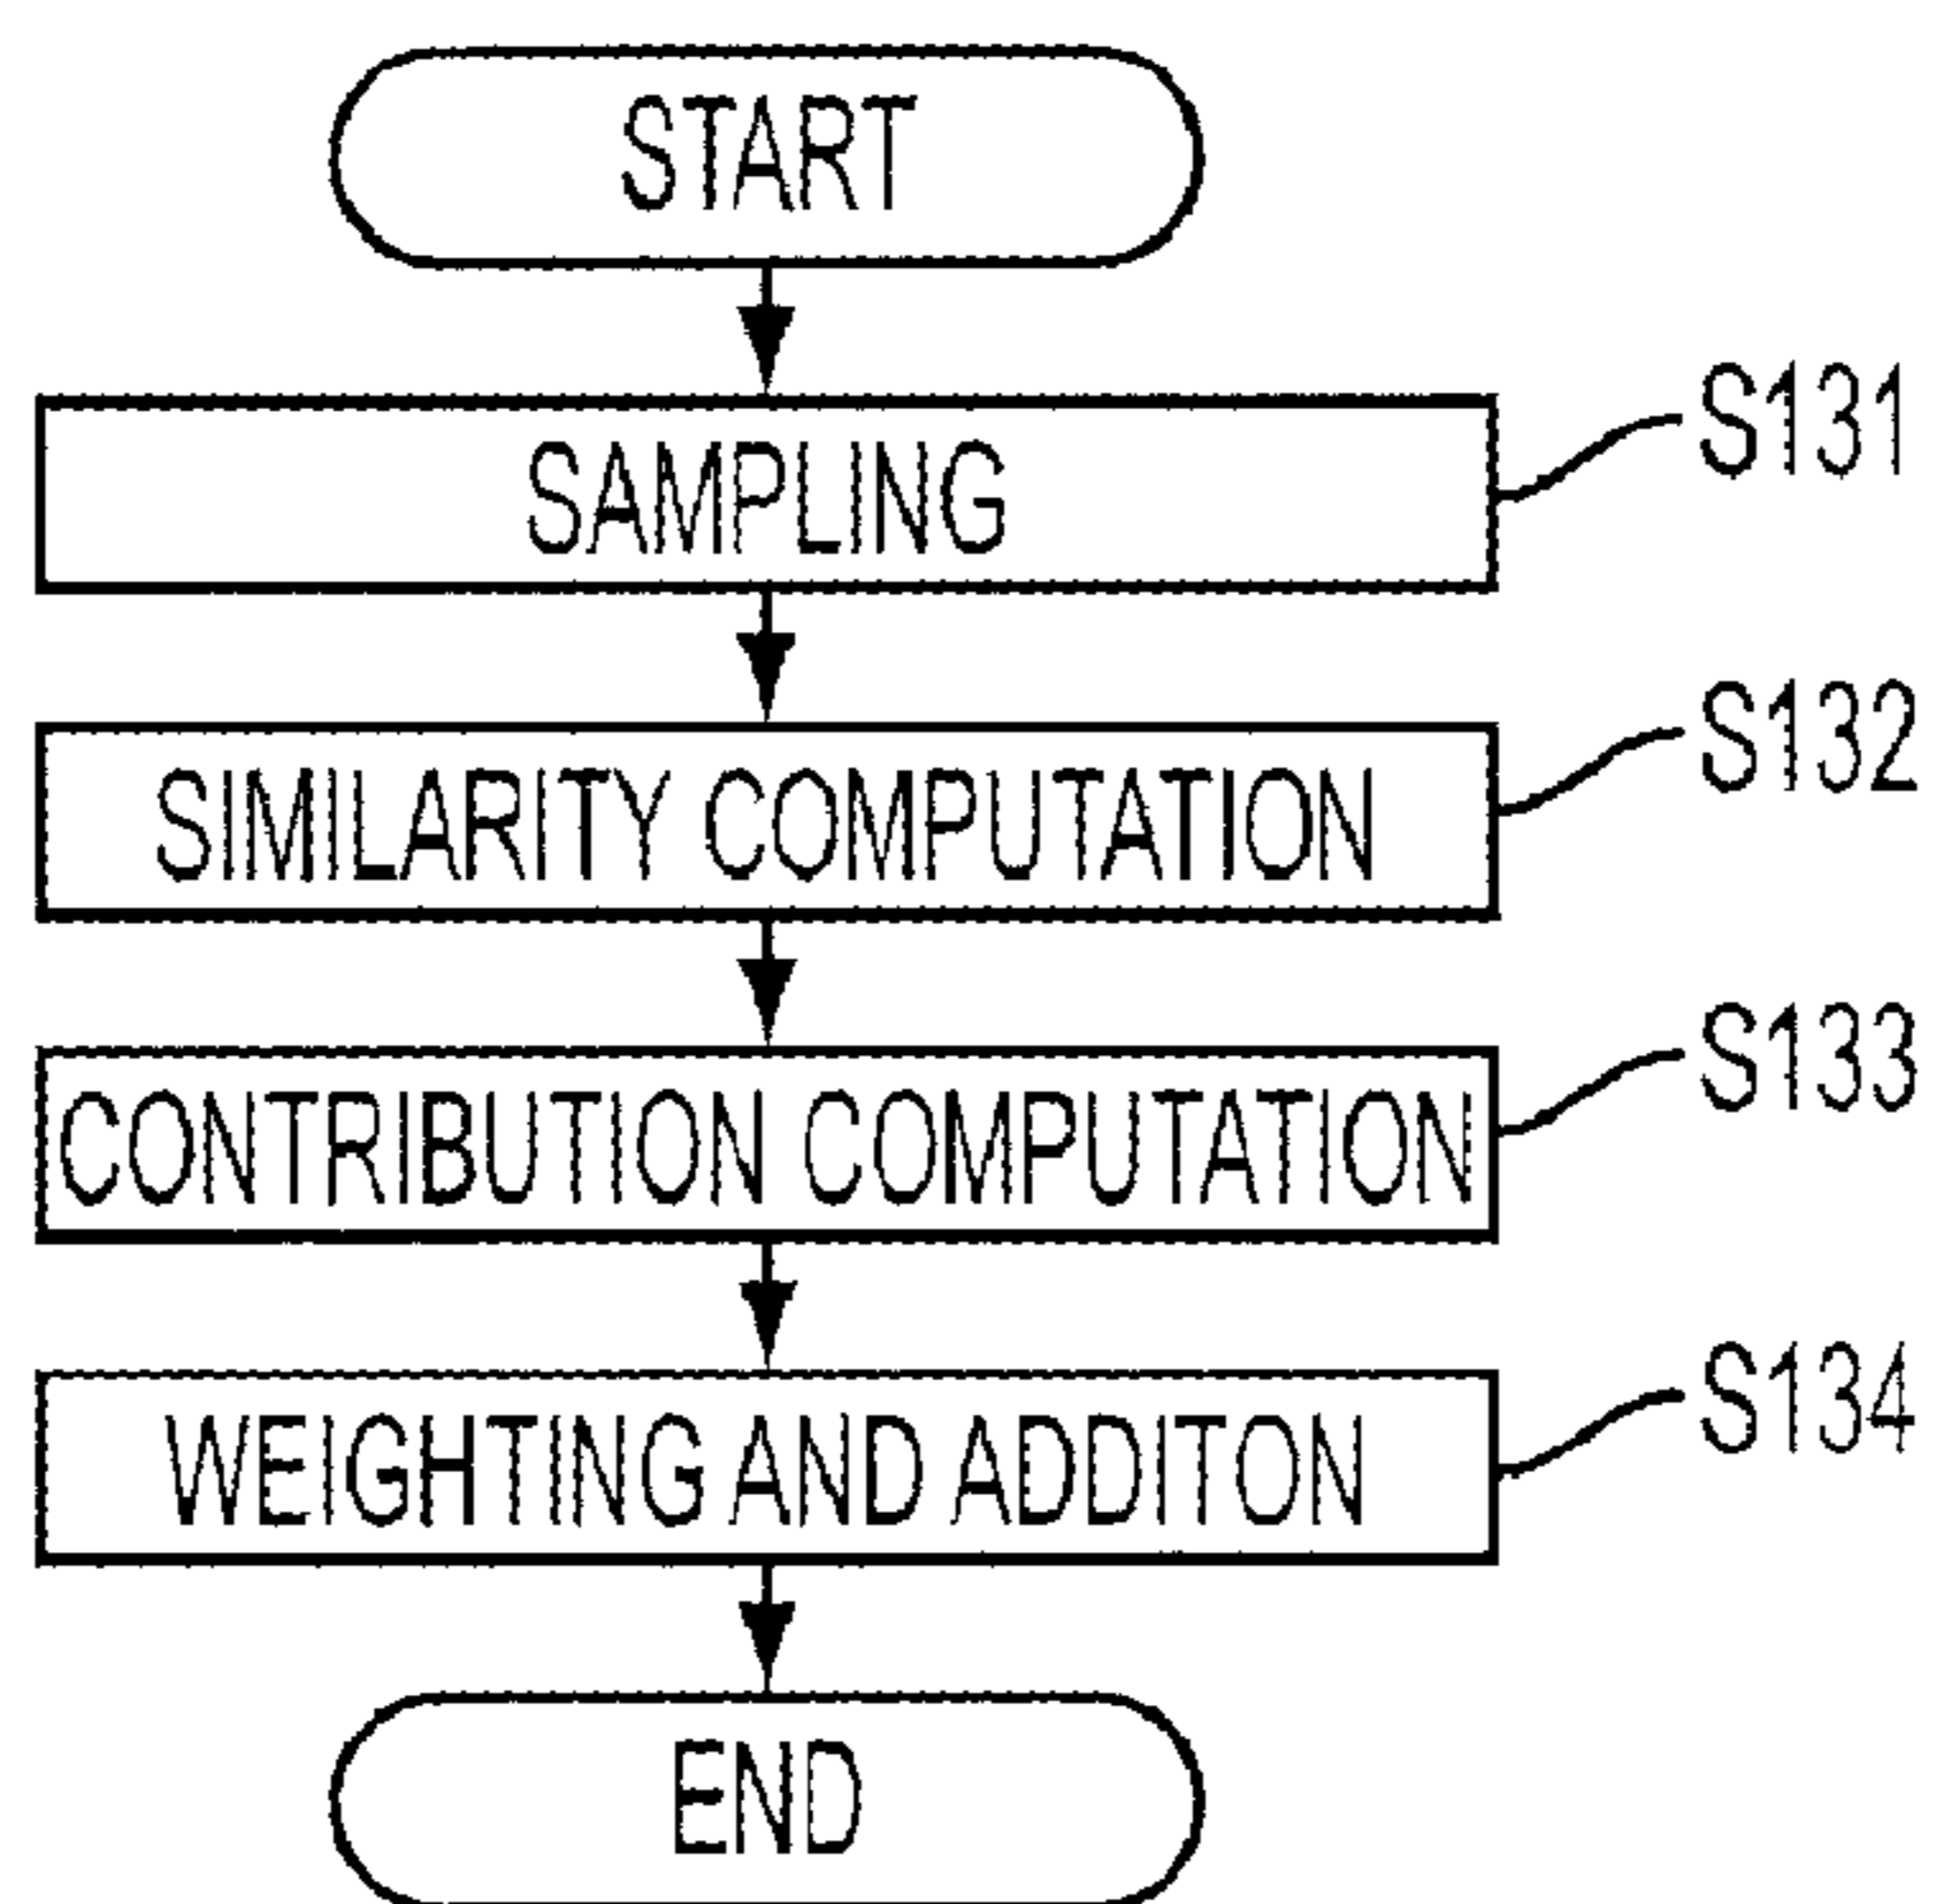 START
SAMPLING
S131
SIMILARITY COMPUTATION
S132
CONTRIBUTION COMPUTATION
S133
WEIGHTING AND ADDITON
S134
END